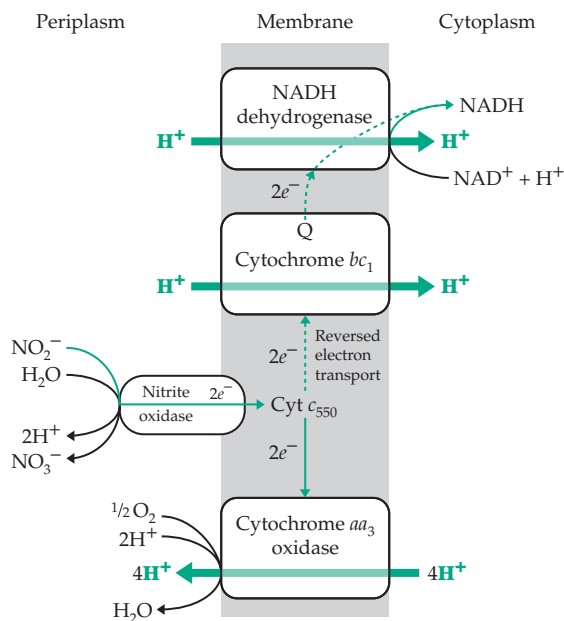 Periplasm Membrane Cytoplasm
NADH
dehydrogenase
NADH
H⁺ H⁺
2e⁻
NAD⁺ + H⁺
Q
Cytochrome bc₁
H⁺ H⁺
Reversed
electron
transport
2e⁻
NO₂⁻
H₂O
Nitrite
oxidase
2e⁻
Cyt c₅₅₀
2H⁺
NO₃⁻
2e⁻
½ O₂
2H⁺
Cytochrome aa₃
oxidase
4H⁺ 4H⁺
H₂O